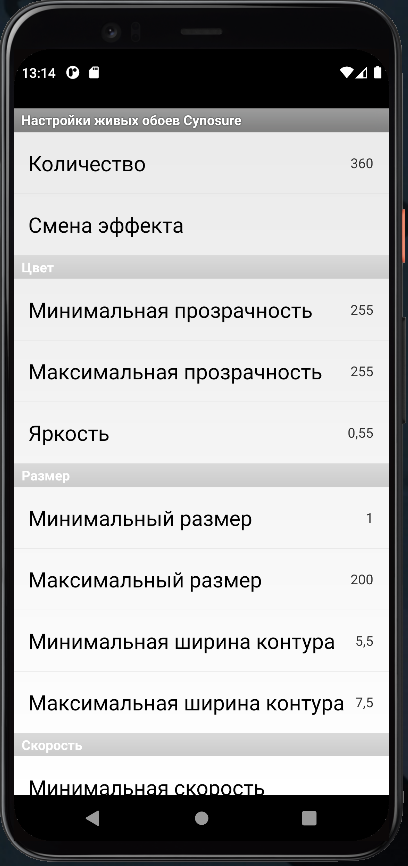 13:14
Настройки живых обоев Cynosure
Количество 360
Смена эффекта
Цвет
Минимальная прозрачность 255
Максимальная прозрачность 255
Яркость 0,55
Размер
Минимальный размер 1
Максимальный размер 200
Минимальная ширина контура 5,5
Максимальная ширина контура 7,5
Скорость
Минимальная скорость